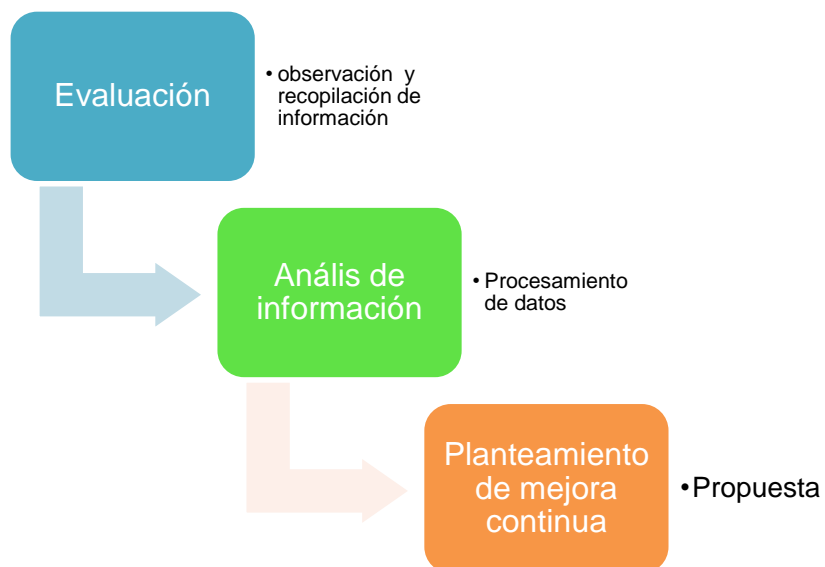 Evaluación
• observación y
recopilación de
información
Anális de
información
• Procesamiento
de datos
Planteamiento
de mejora
continua
•Propuesta